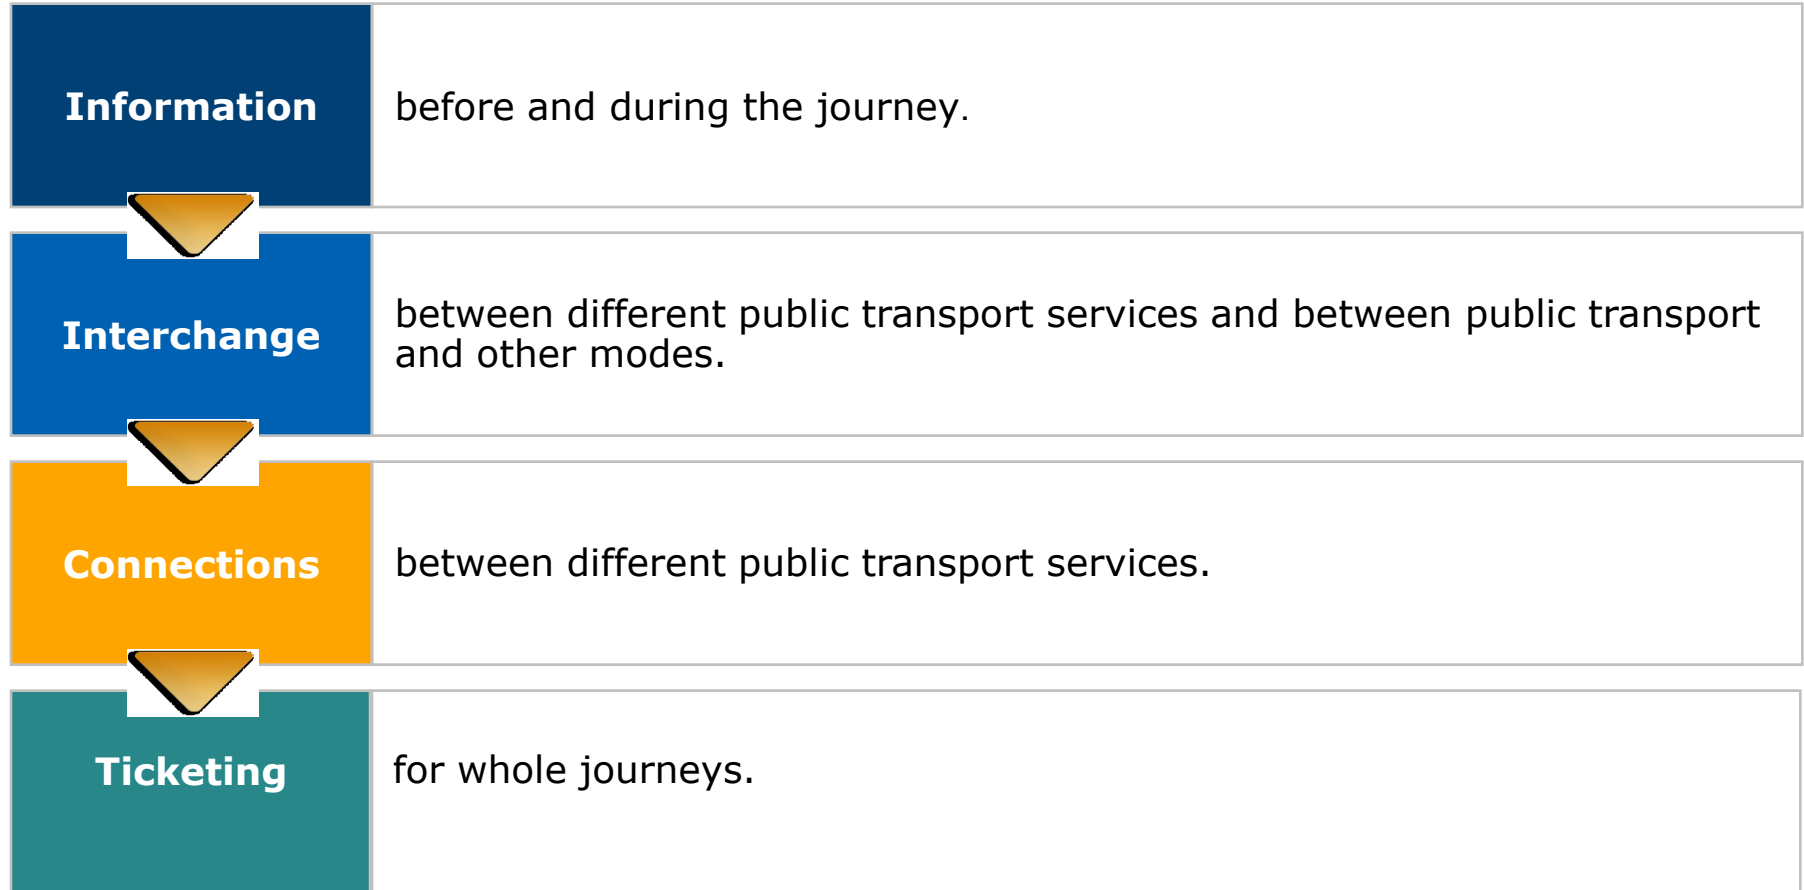 Information
before and during the journey.
Interchange
between different public transport services and between public transport
and other modes.
Connections
between different public transport services.
Ticketing
for whole journeys.